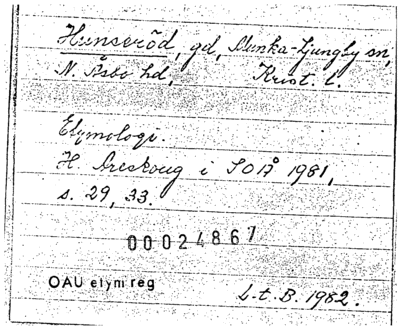 Hunseröd, gd, Munka-Ljungby sn,
N. Åsbo hd, Krist. l.
Etymologi.
H Areskoug i SOÅ 1981,
s. 29, 33.
00024867
OAU etym reg
L.t.B. 1982.